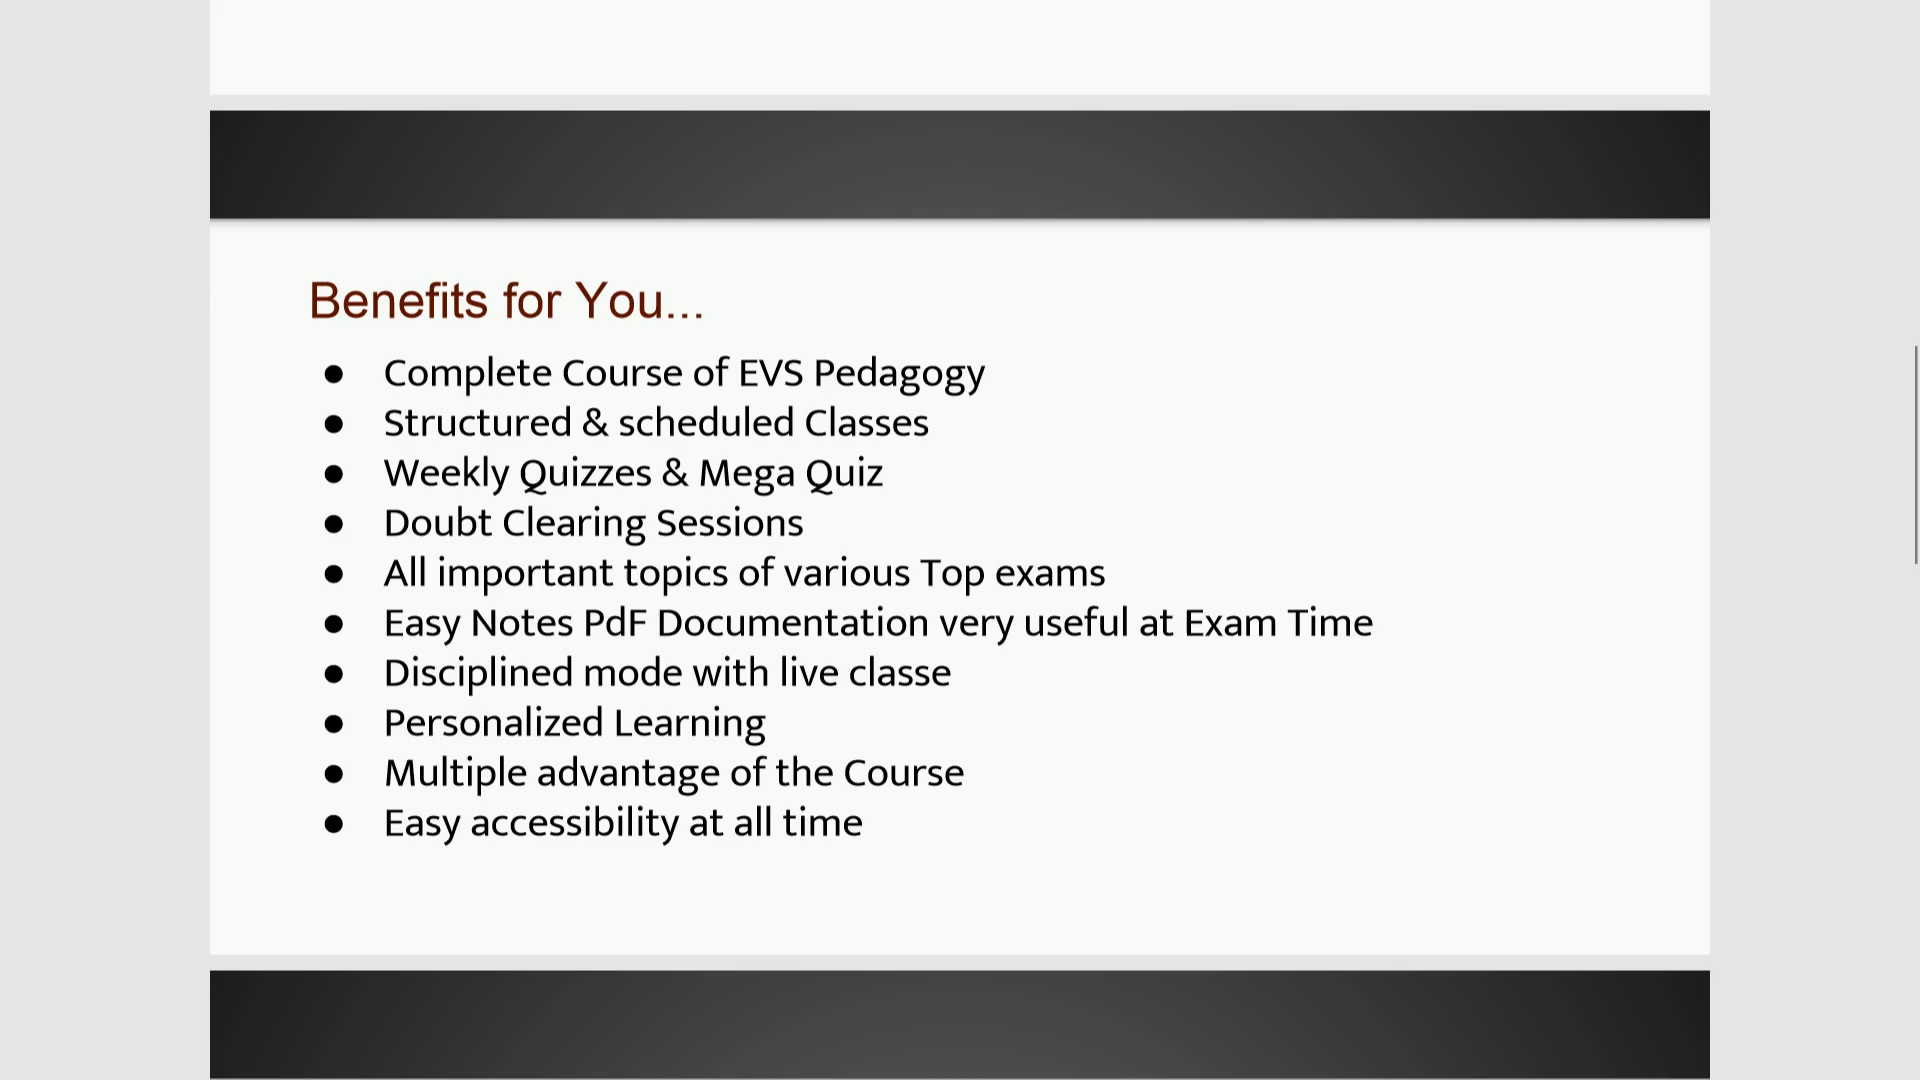 Benefits for You...
● Complete Course of EVS Pedagogy
● Structured & scheduled Classes
● Weekly Quizzes & Mega Quiz
● Doubt Clearing Sessions
● All important topics of various Top exams
● Easy Notes PdF Documentation very useful at Exam Time
● Disciplined mode with live classe
● Personalized Learning
● Multiple advantage of the Course
● Easy accessibility at all time